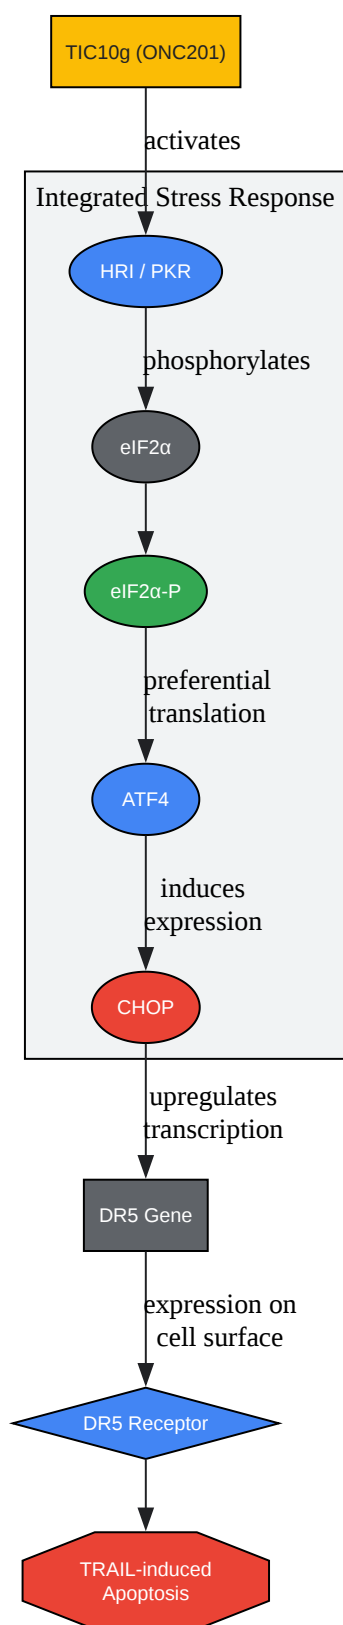 TIC10g (ONC201)
activates
Integrated Stress Response
HRI / PKR
phosphorylates
eIF2α
eIF2α-P
preferential
translation
ATF4
induces
expression
CHOP
upregulates
transcription
DR5 Gene
expression on
cell surface
DR5 Receptor
TRAIL-induced
Apoptosis